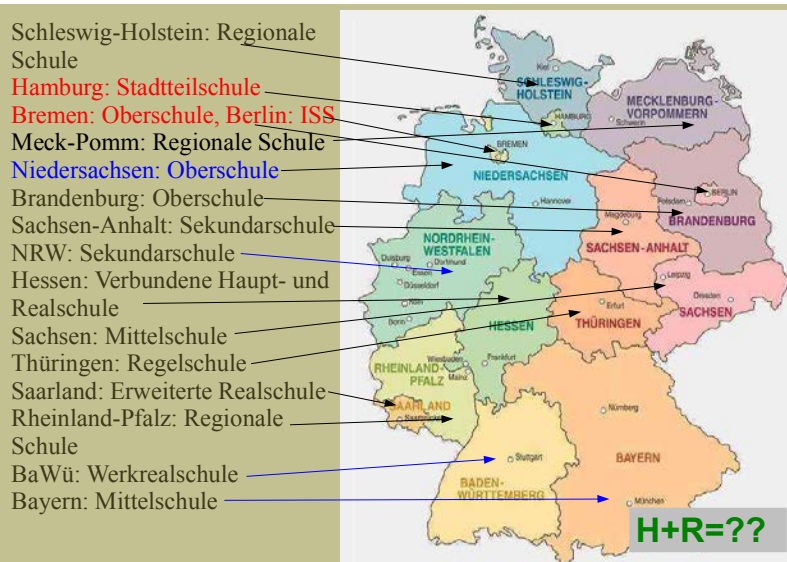 Schleswig-Holstein: Regionale
Schule
Hamburg: Stadtteilschule
Bremen: Oberschule, Berlin: ISS
Meck-Pomm: Regionale Schule
Niedersachsen: Oberschule
Brandenburg: Oberschule
Sachsen-Anhalt: Sekundarschule
NRW: Sekundarschule
Hessen: Verbundene Haupt- und
Realschule
Sachsen: Mittelschule
Thüringen: Regelschule
Saarland: Erweiterte Realschule
Rheinland-Pfalz: Regionale
Schule
BaWü: Werkrealschule
Bayern: Mittelschule
Kiel
SCHLESWIG-
HOLSTEIN
MECKLENBURG-
VORPOMMERN
HAMBURG
Schwerin
BREMEN
NIEDERSACHSEN
Hannover
BERLIN
Potsdam
BRANDENBURG
Magdeburg
SACHSEN-ANHALT
NORDRHEIN-
WESTFALEN
Duisburg
Dortmund
Essen
Düsseldorf
Köln
Bonn
Leipzig
Dresden
SACHSEN
Erfurt
THÜRINGEN
HESSEN
Wiesbaden
Frankfurt
Mainz
RHEINLAND-
PFALZ
SAARLAND
Saarbrücken
Nürnberg
Stuttgart
BAYERN
BADEN-
WÜRTTEMBERG
München
H+R=??